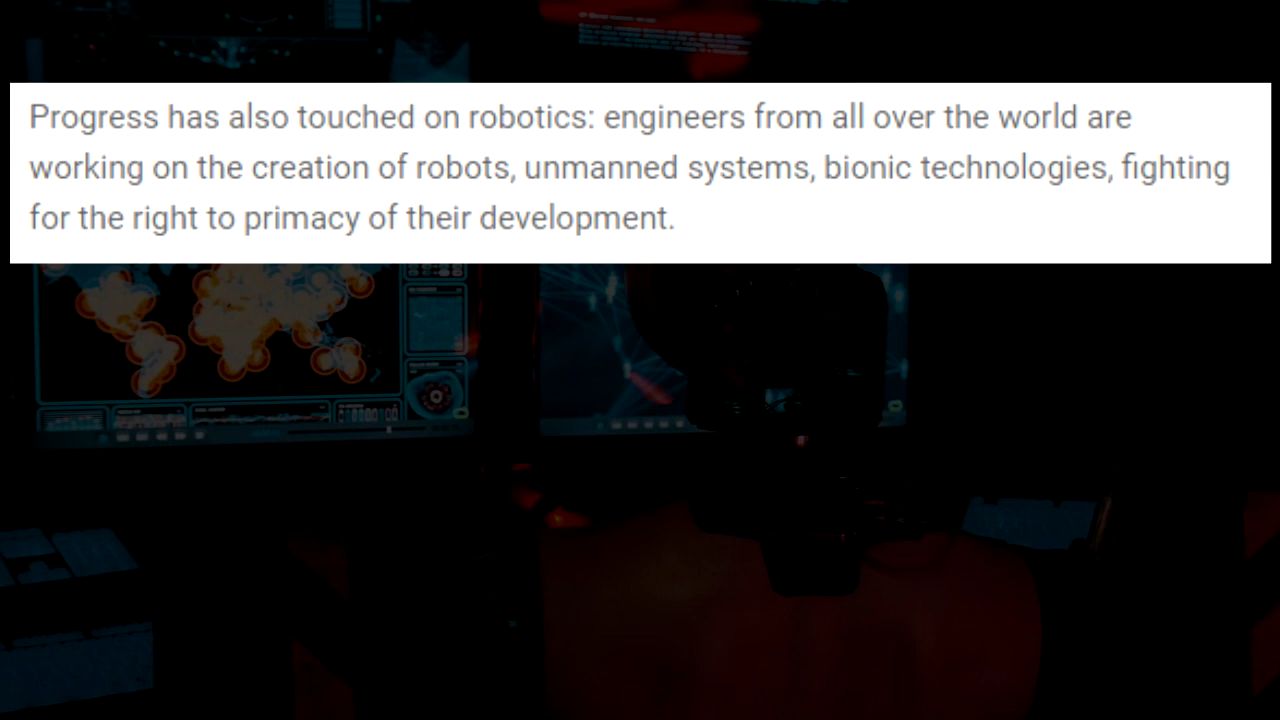 Progress has also touched on robotics: engineers from all over the world are
working on the creation of robots, unmanned systems, bionic technologies, fighting
for the right to primacy of their development.